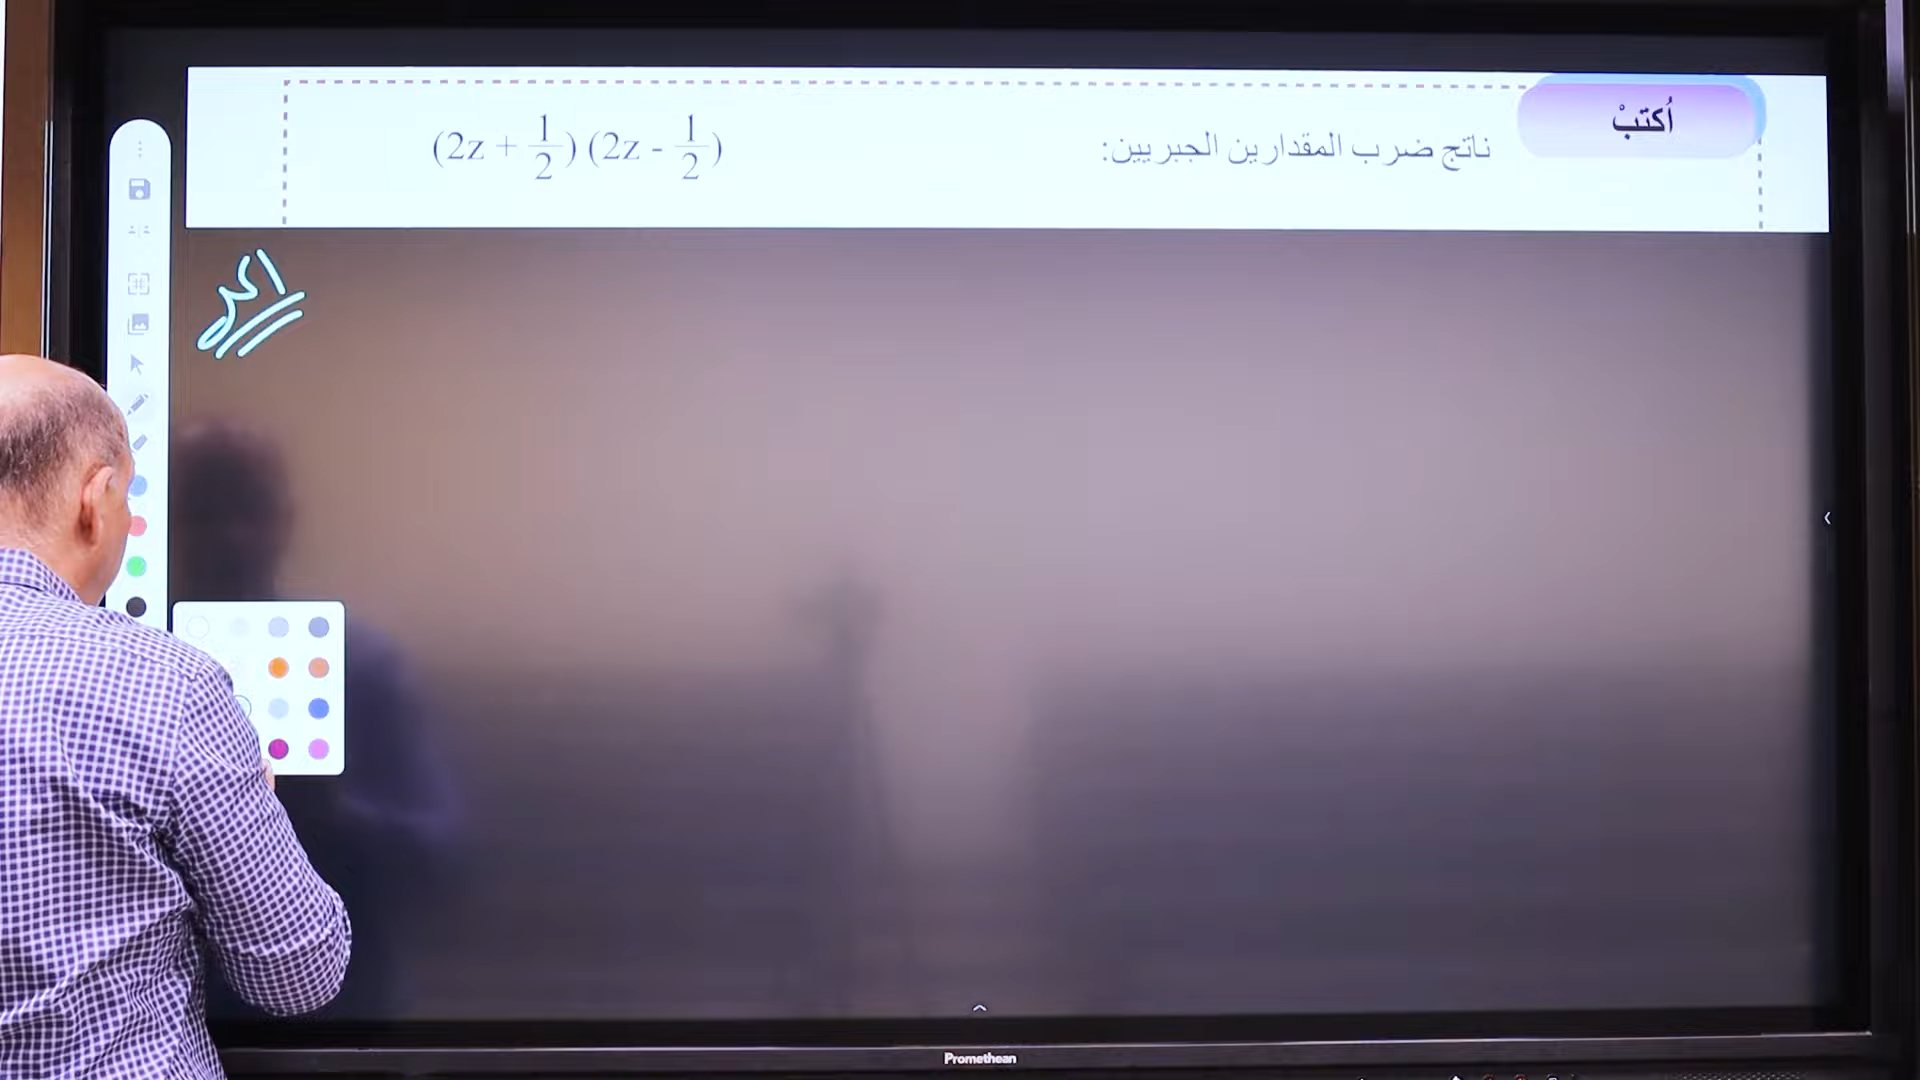 أُكتبْ
ناتج ضرب المقدارين الجبريين: (2z + 1/2) (2z - 1/2)
Promethean